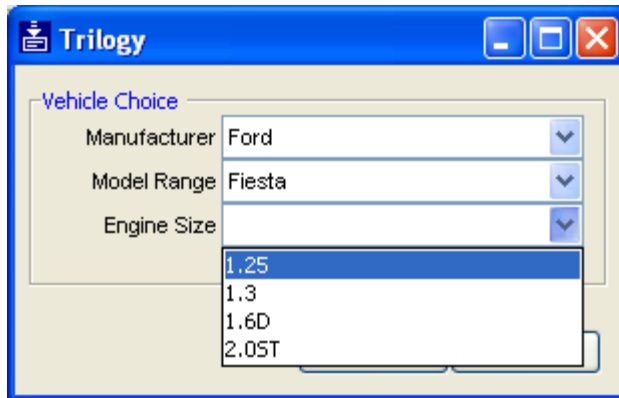 Trilogy
Vehicle Choice
Manufacturer Ford
Model Range Fiesta
Engine Size
1.25
1.3
1.6D
2.0ST